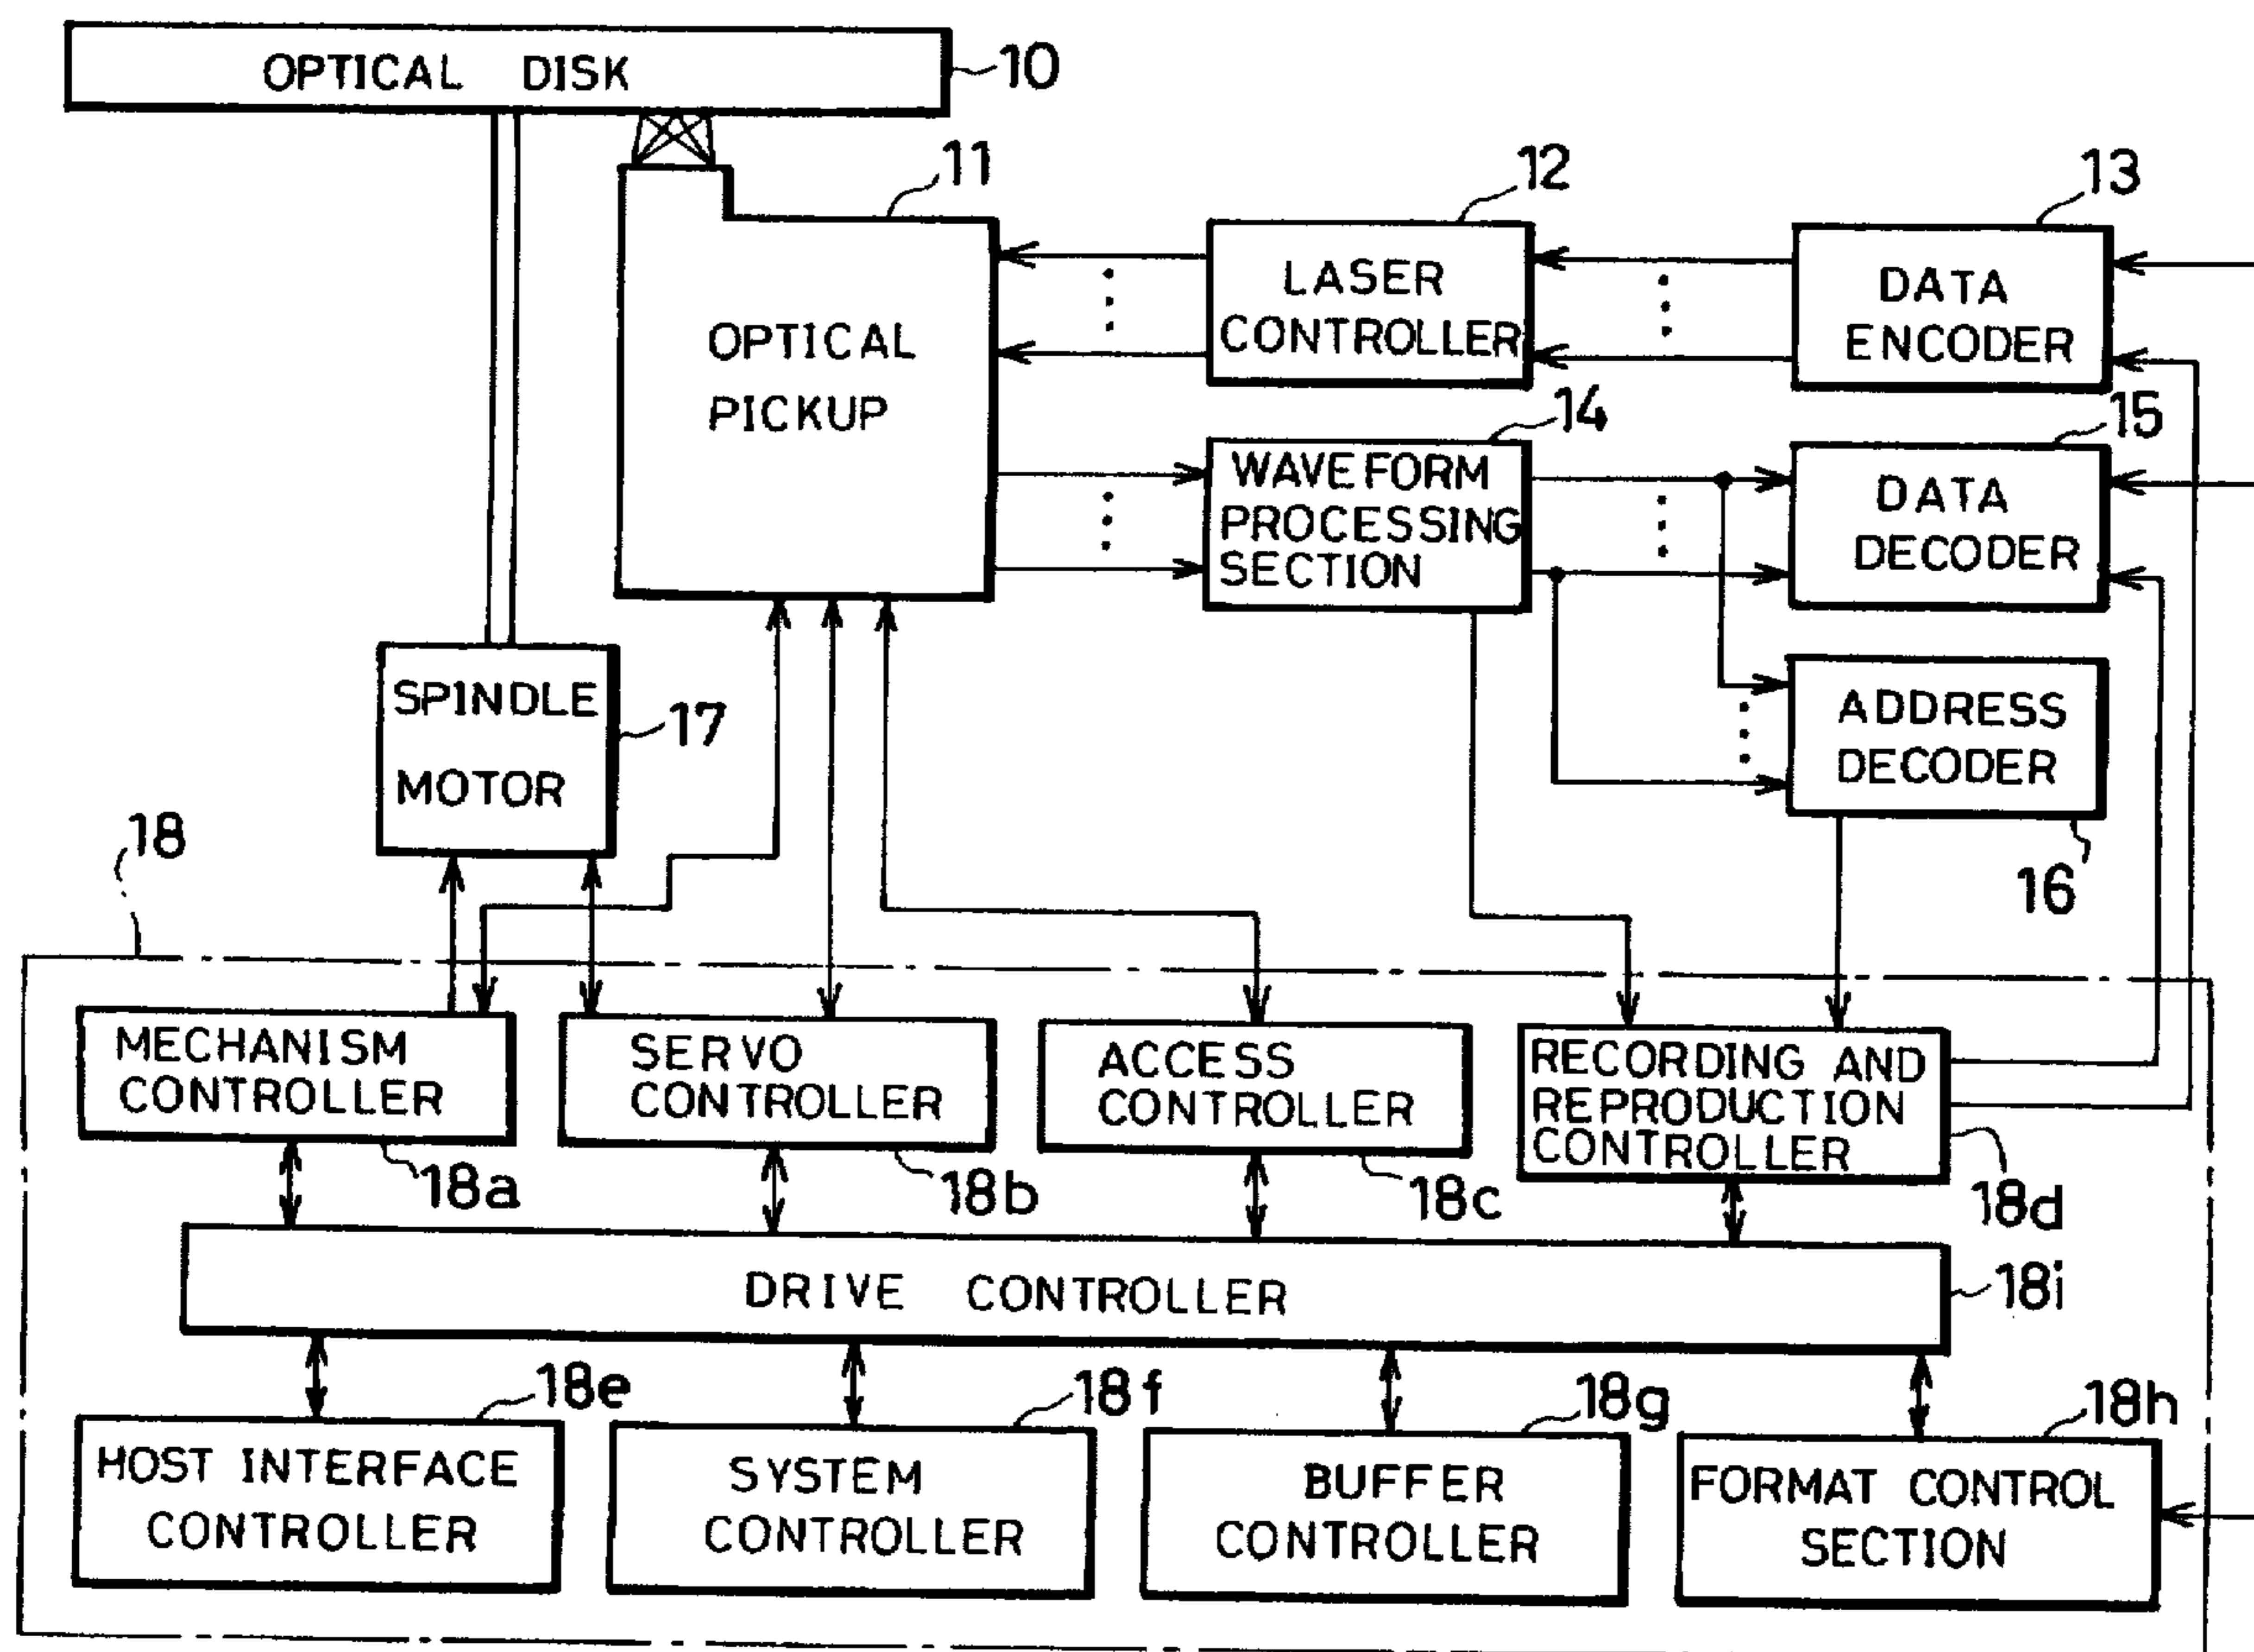 OPTICAL DISK
10
11
12
13
OPTICAL
PICKUP
LASER
CONTROLLER
DATA
ENCODER
14
15
WAVEFORM
PROCESSING
SECTION
DATA
DECODER
SPINDLE
MOTOR
17
ADDRESS
DECODER
16
18
MECHANISM
CONTROLLER
18a
SERVO
CONTROLLER
18b
ACCESS
CONTROLLER
18c
RECORDING AND
REPRODUCTION
CONTROLLER
18d
DRIVE CONTROLLER
18i
18e
18f
18g
18h
HOST INTERFACE
CONTROLLER
SYSTEM
CONTROLLER
BUFFER
CONTROLLER
FORMAT CONTROL
SECTION